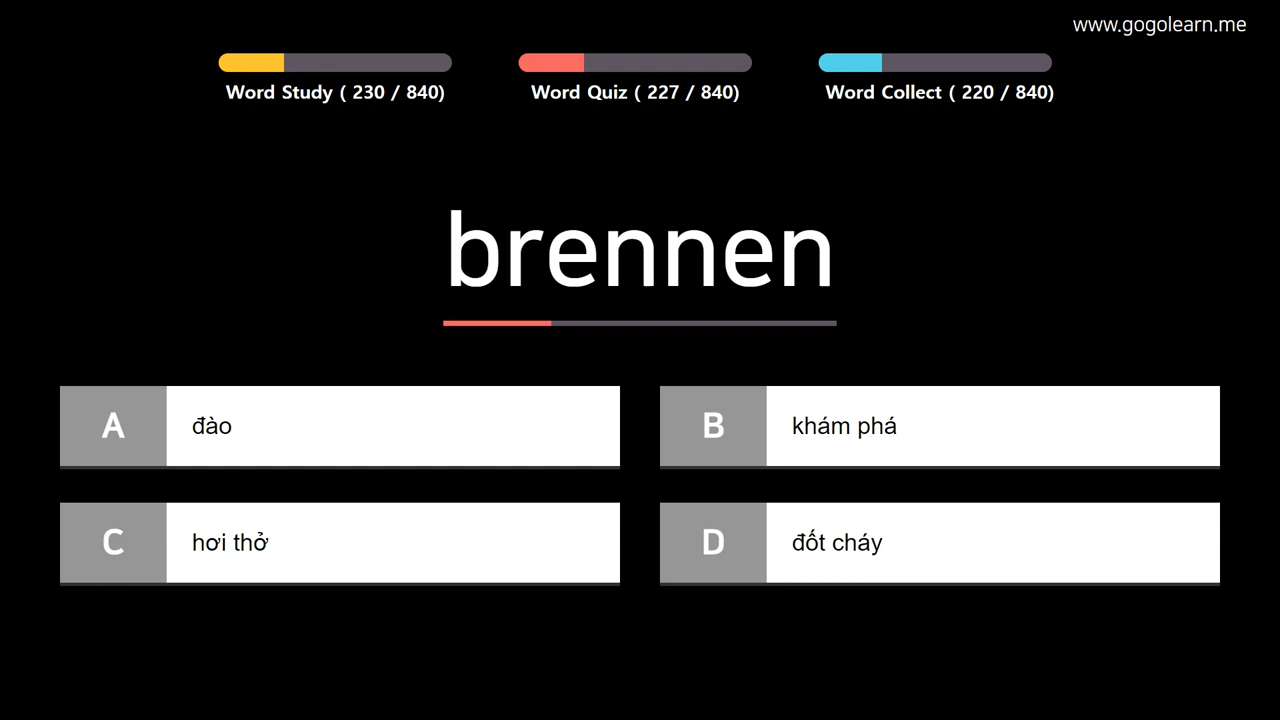 www.gogolearn.me
Word Study ( 230 / 840)
Word Quiz ( 227 / 840)
Word Collect ( 220 / 840)
brennen
A
đào
B
khám phá
C
hơi thở
D
đốt cháy